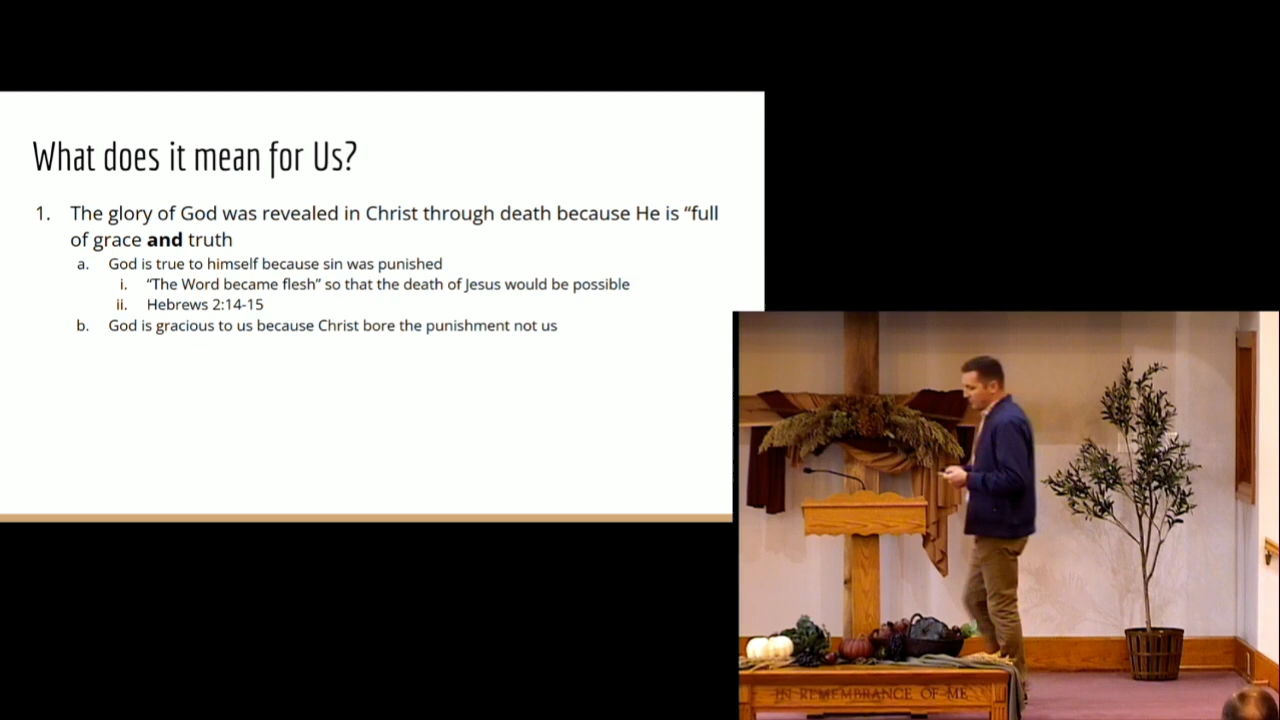 What does it mean for Us?
1. The glory of God was revealed in Christ through death because He is “full
of grace and truth
a. God is true to himself because sin was punished
i. “The Word became flesh” so that the death of Jesus would be possible
ii. Hebrews 2:14-15
b. God is gracious to us because Christ bore the punishment not us
IN REMEMBRANCE OF ME